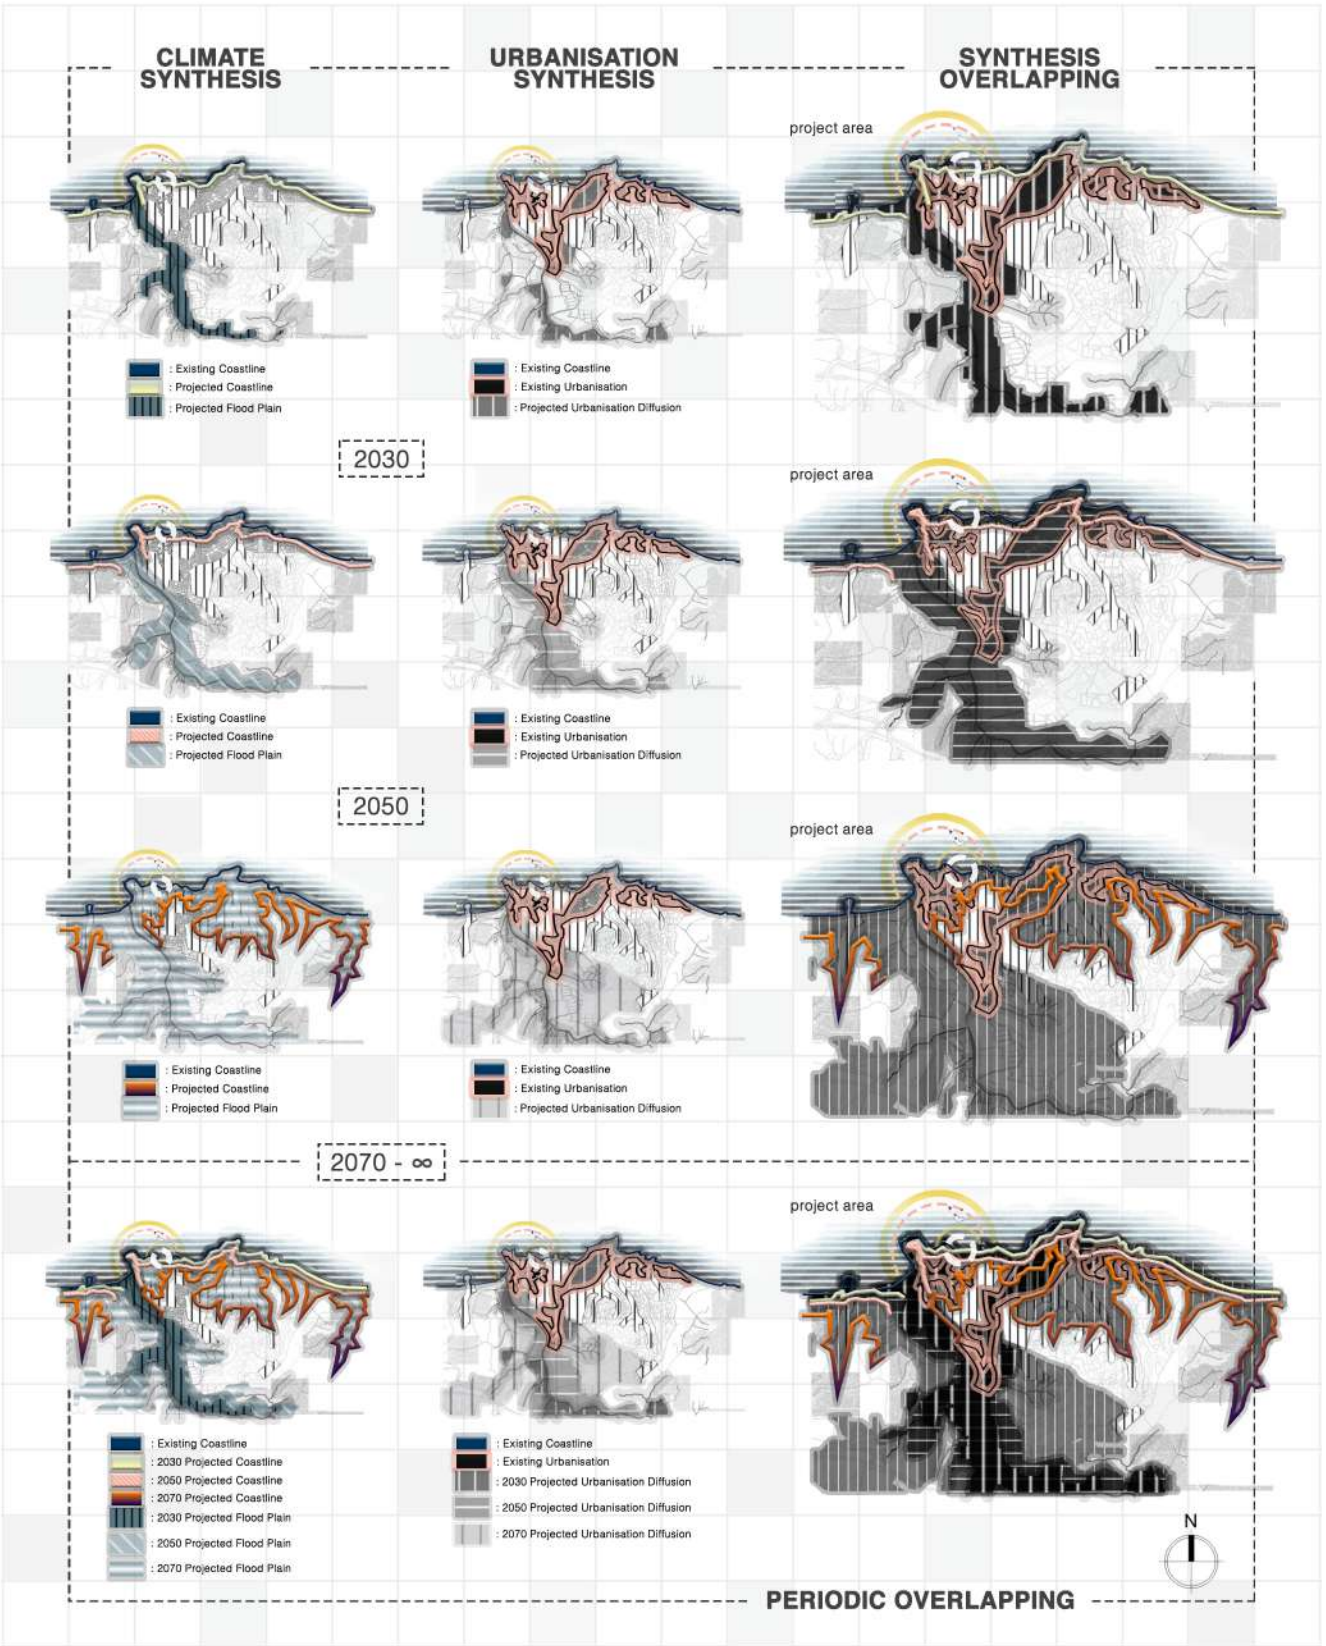 CLIMATE
SYNTHESIS
URBANISATION
SYNTHESIS
SYNTHESIS
OVERLAPPING
project area
: Existing Coastline
: Projected Coastline
: Projected Flood Plain
: Existing Coastline
: Existing Urbanisation
: Projected Urbanisation Diffusion
2030
project area
: Existing Coastline
: Projected Coastline
: Projected Flood Plain
: Existing Coastline
: Existing Urbanisation
: Projected Urbanisation Diffusion
2050
project area
: Existing Coastline
: Projected Coastline
: Projected Flood Plain
: Existing Coastline
: Existing Urbanisation
: Projected Urbanisation Diffusion
2070 - ∞
project area
: Existing Coastline
: 2030 Projected Coastline
: 2050 Projected Coastline
: 2070 Projected Coastline
: 2030 Projected Flood Plain
: 2050 Projected Flood Plain
: 2070 Projected Flood Plain
: Existing Coastline
: Existing Urbanisation
: 2030 Projected Urbanisation Diffusion
: 2050 Projected Urbanisation Diffusion
: 2070 Projected Urbanisation Diffusion
N
PERIODIC OVERLAPPING